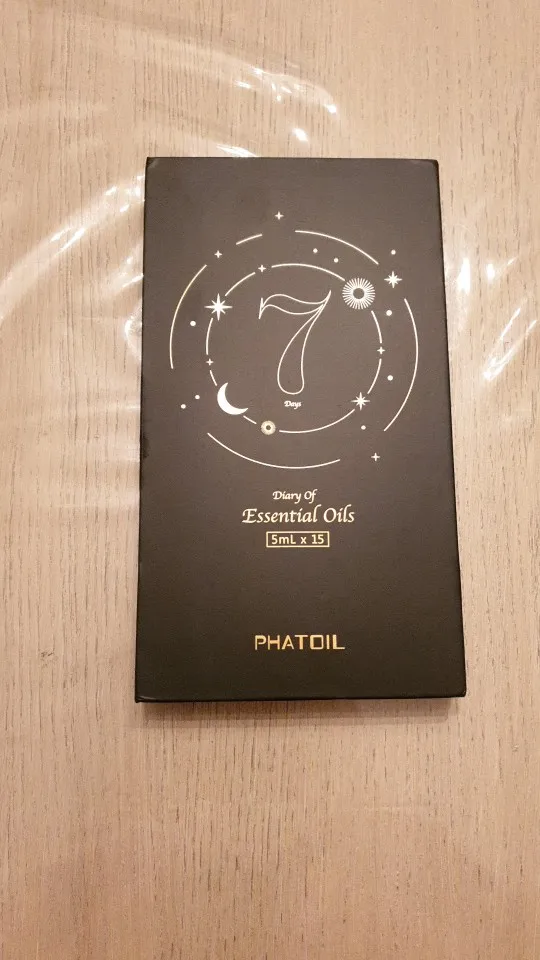 7
Days
Diary Of
Essential Oils
5mL x 15
PHATOIL